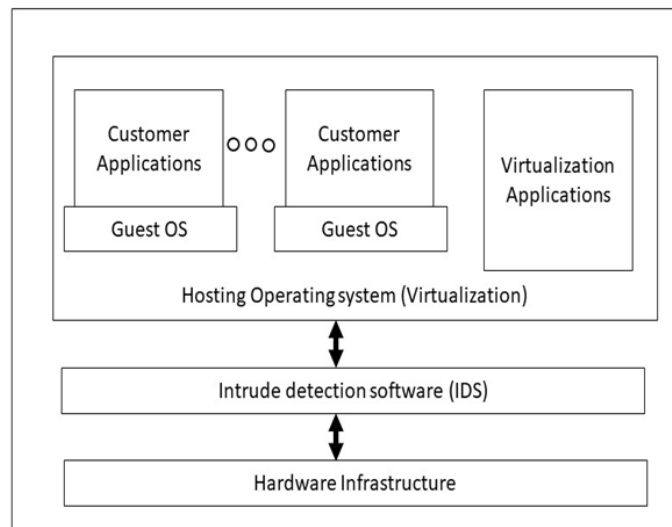 Customer
Applications
Customer
Applications
Virtualization
Applications
Guest OS
Guest OS
Hosting Operating system (Virtualization)
Intrude detection software (IDS)
Hardware Infrastructure